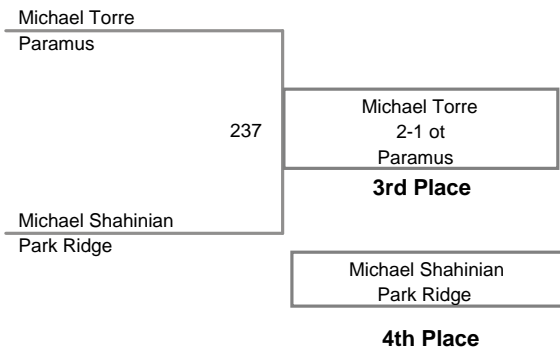 Michael Torre
Paramus
237
Michael Torre
2-1 ot
Paramus
3rd Place
Michael Shahinian
Park Ridge
Michael Shahinian
Park Ridge
4th Place